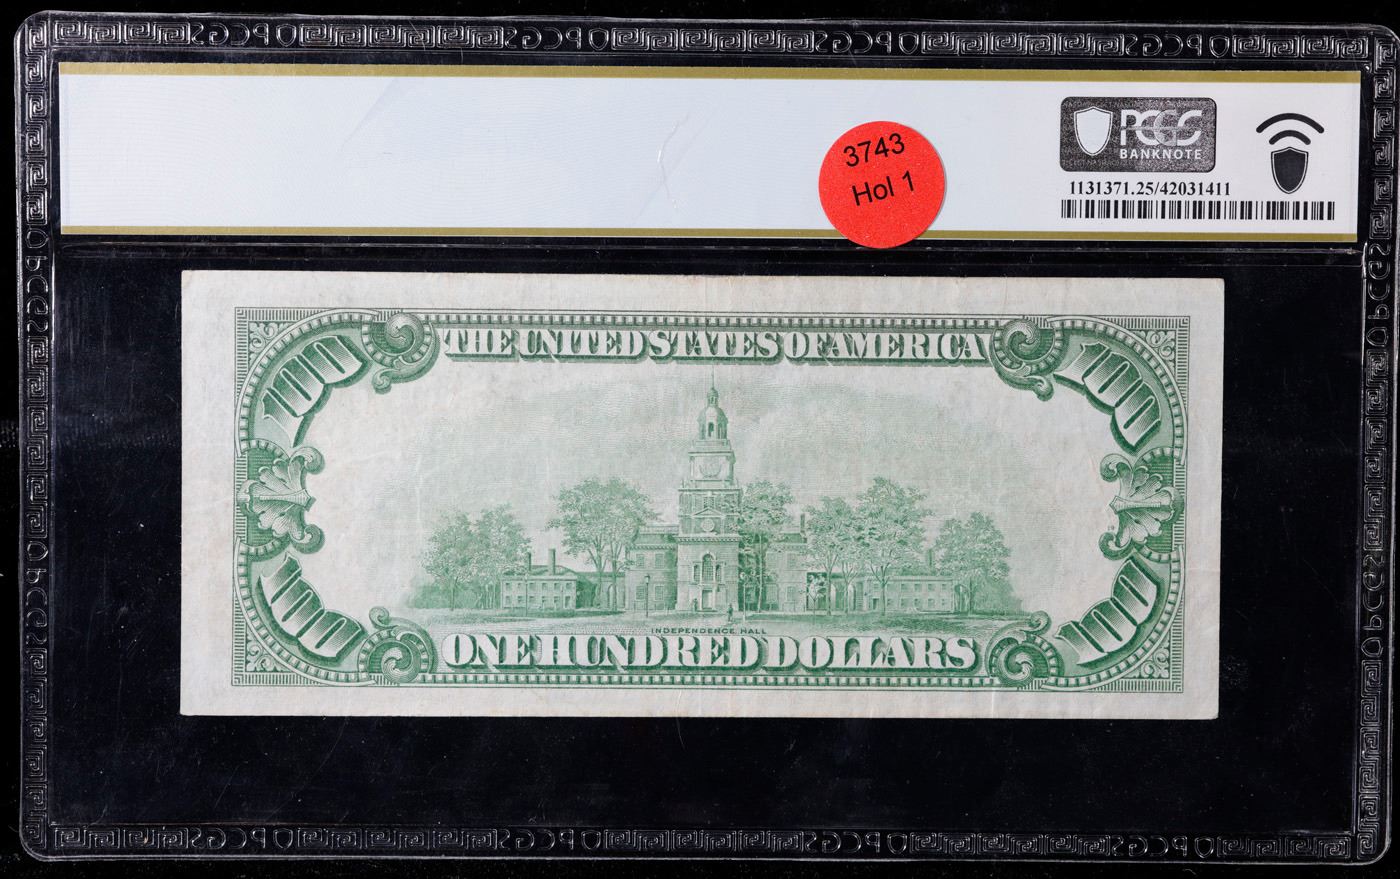 PCGS
BANKNOTE
1131371.25/42031411
3743
Hol 1
THE UNITED STATES OF AMERICA
100
100
INDEPENDENCE HALL
100
100
ONE HUNDRED DOLLARS